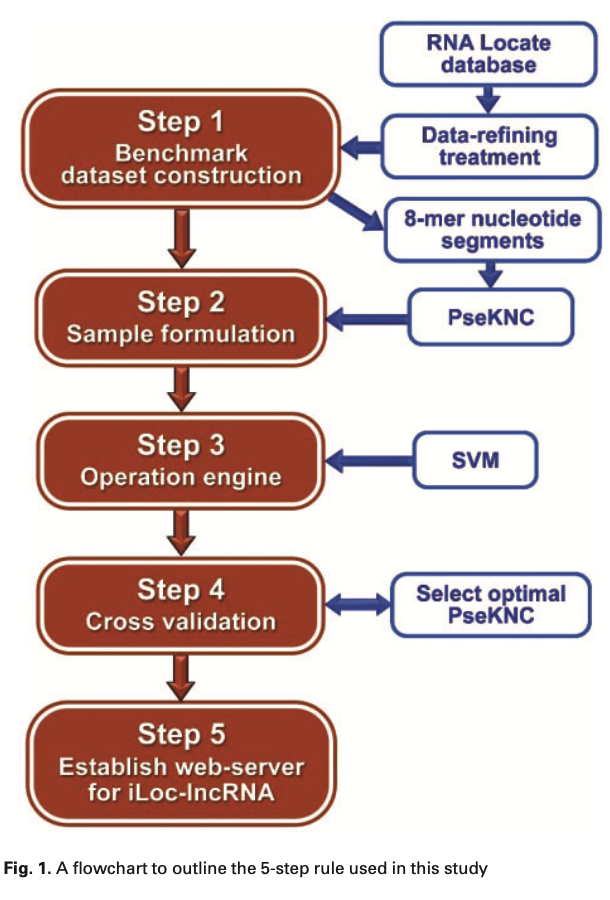 RNA Locate
database
Step 1
Benchmark
dataset construction
Data-refining
treatment
8-mer nucleotide
segments
Step 2
Sample formulation
PseKNC
Step 3
Operation engine
SVM
Step 4
Cross validation
Select optimal
PseKNC
Step 5
Establish web-server
for iLoc-lncRNA
Fig. 1. A flowchart to outline the 5-step rule used in this study